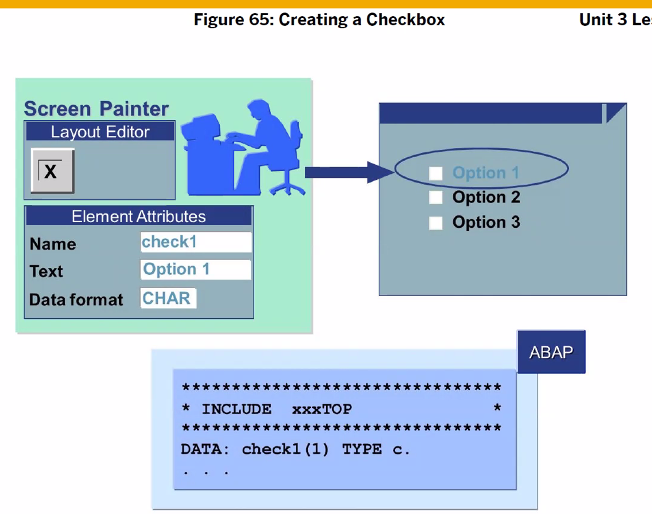 Figure 65: Creating a Checkbox
Unit 3
Screen Painter
Layout Editor
X
Element Attributes
Name check1
Text Option 1
Data format CHAR
Option 1
Option 2
Option 3
ABAP
*********************************
* INCLUDE xxxTOP *
*********************************
DATA: check1(1) TYPE c.
. . .